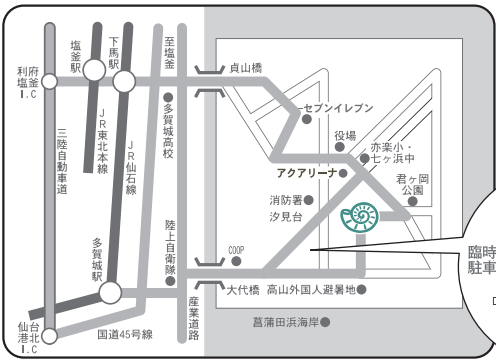 塩釜駅
下馬駅
至塩釜
貞山橋
利府
塩釜
I.C
セブンイレブン
多賀城高校
役場
亦楽小・
七ヶ浜中
JR東北本線
JR仙石線
三陸自動車道
アクアリーナ
君ヶ岡
公園
消防署
汐見台
陸上自衛隊
多賀城駅
COOP
臨時
駐車
大代橋
高山外国人避暑地
産業道路
仙台
港北
I.C
国道45号線
菖蒲田浜海岸